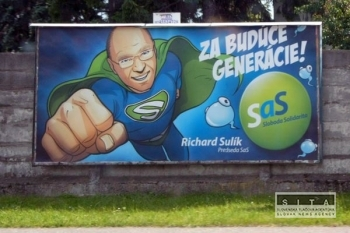 ZA BUDÚCE
GENERÁCIE!
SaS
Sloboda a Solidarita
Richard Sulík
Predseda SaS
SITA
SLOVENSKÁ TLAČOVÁ AGENTÚRA
SLOVAK NEWS AGENCY